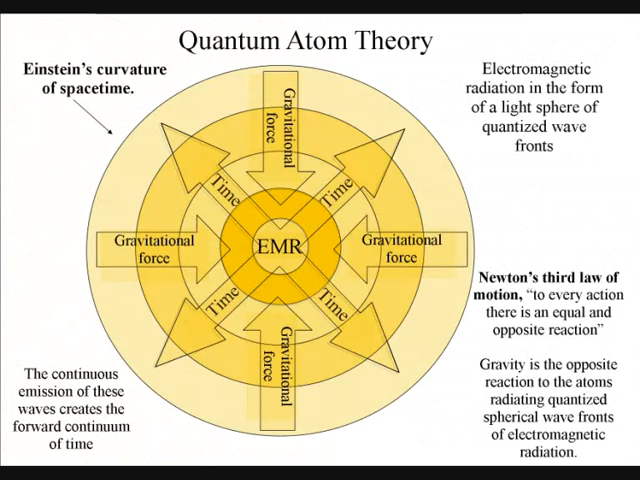 Quantum Atom Theory
Einstein's curvature
of spacetime.
Electromagnetic
radiation in the form
of a light sphere of
quantized wave
fronts
Gravitational
force
Time
Time
Gravitational
force
EMR
Gravitational
force
Time
Time
Gravitational
force
Newton's third law of
motion, “to every action
there is an equal and
opposite reaction”
Gravity is the opposite
reaction to the atoms
radiating quantized
spherical wave fronts
of electromagnetic
radiation.
The continuous
emission of these
waves creates the
forward continuum
of time